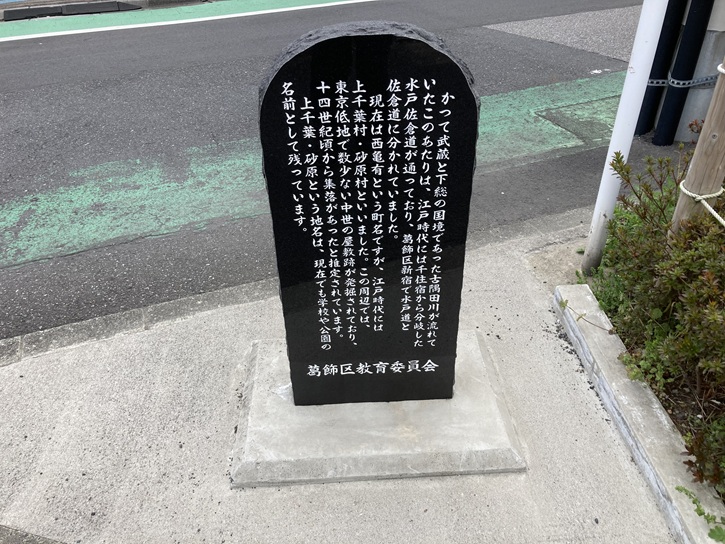 かつて武蔵と下総の国境であった古隅田川が流れて
いたこのあたりは、江戸時代には千住宿から分岐した
水戸佐倉道が通っており、葛飾区新宿で水戸道と
佐倉道に分かれていました。
現在は西亀有という町名ですが、江戸時代には
上千葉村・砂原村といいました。この周辺では、
東京低地で数少ない中世の屋敷跡が発掘されており、
十四世紀頃から集落があったと推定されています。
上千葉・砂原という地名は、現在でも学校や公園の
名前として残っています。
葛飾区教育委員会